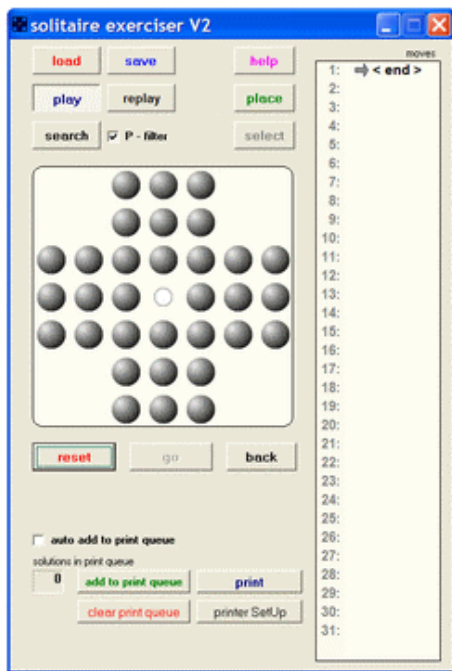 solitaire exerciser V2
load save help
play replay place
search P - filter select
reset go back
auto add to print queue
solutions in print queue
0 add to print queue print
clear print queue printer SetUp
moves
1: < end >
2:
3:
4:
5:
6:
7:
8:
9:
10:
11:
12:
13:
14:
15:
16:
17:
18:
19:
20:
21:
22:
23:
24:
25:
26:
27:
28:
29:
30:
31: